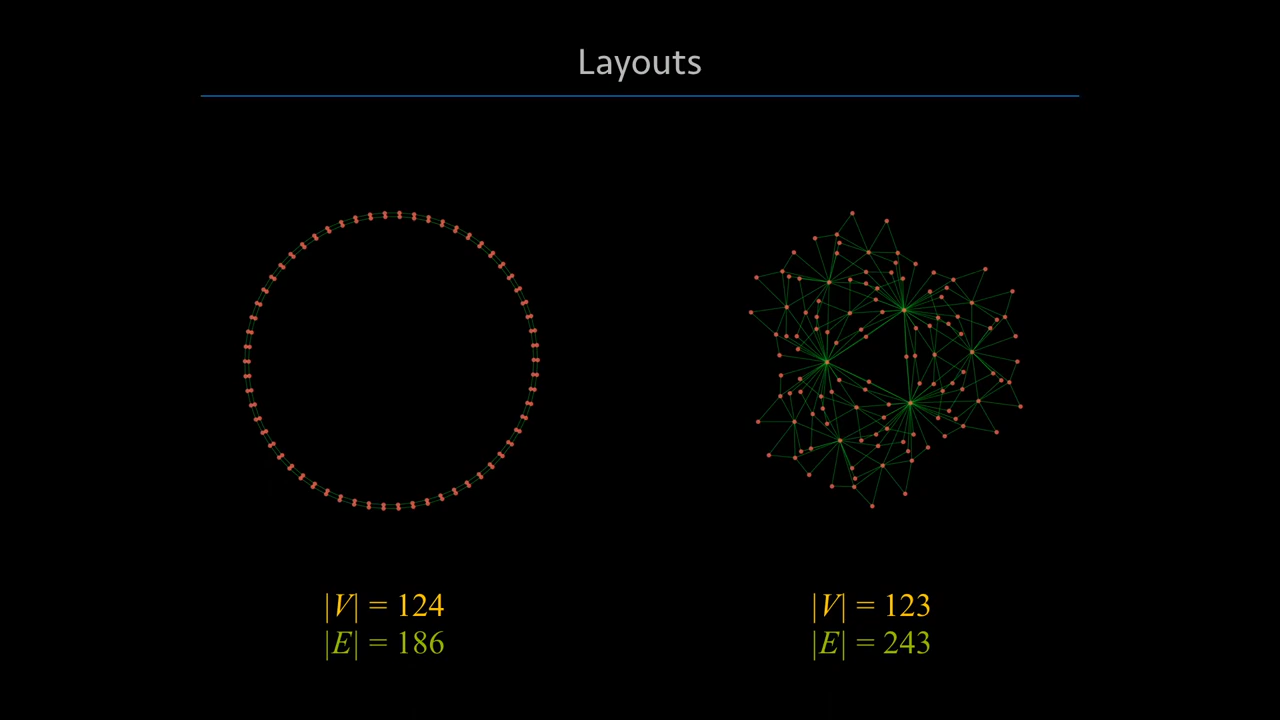 Layouts
|V| = 124
|E| = 186
|V| = 123
|E| = 243